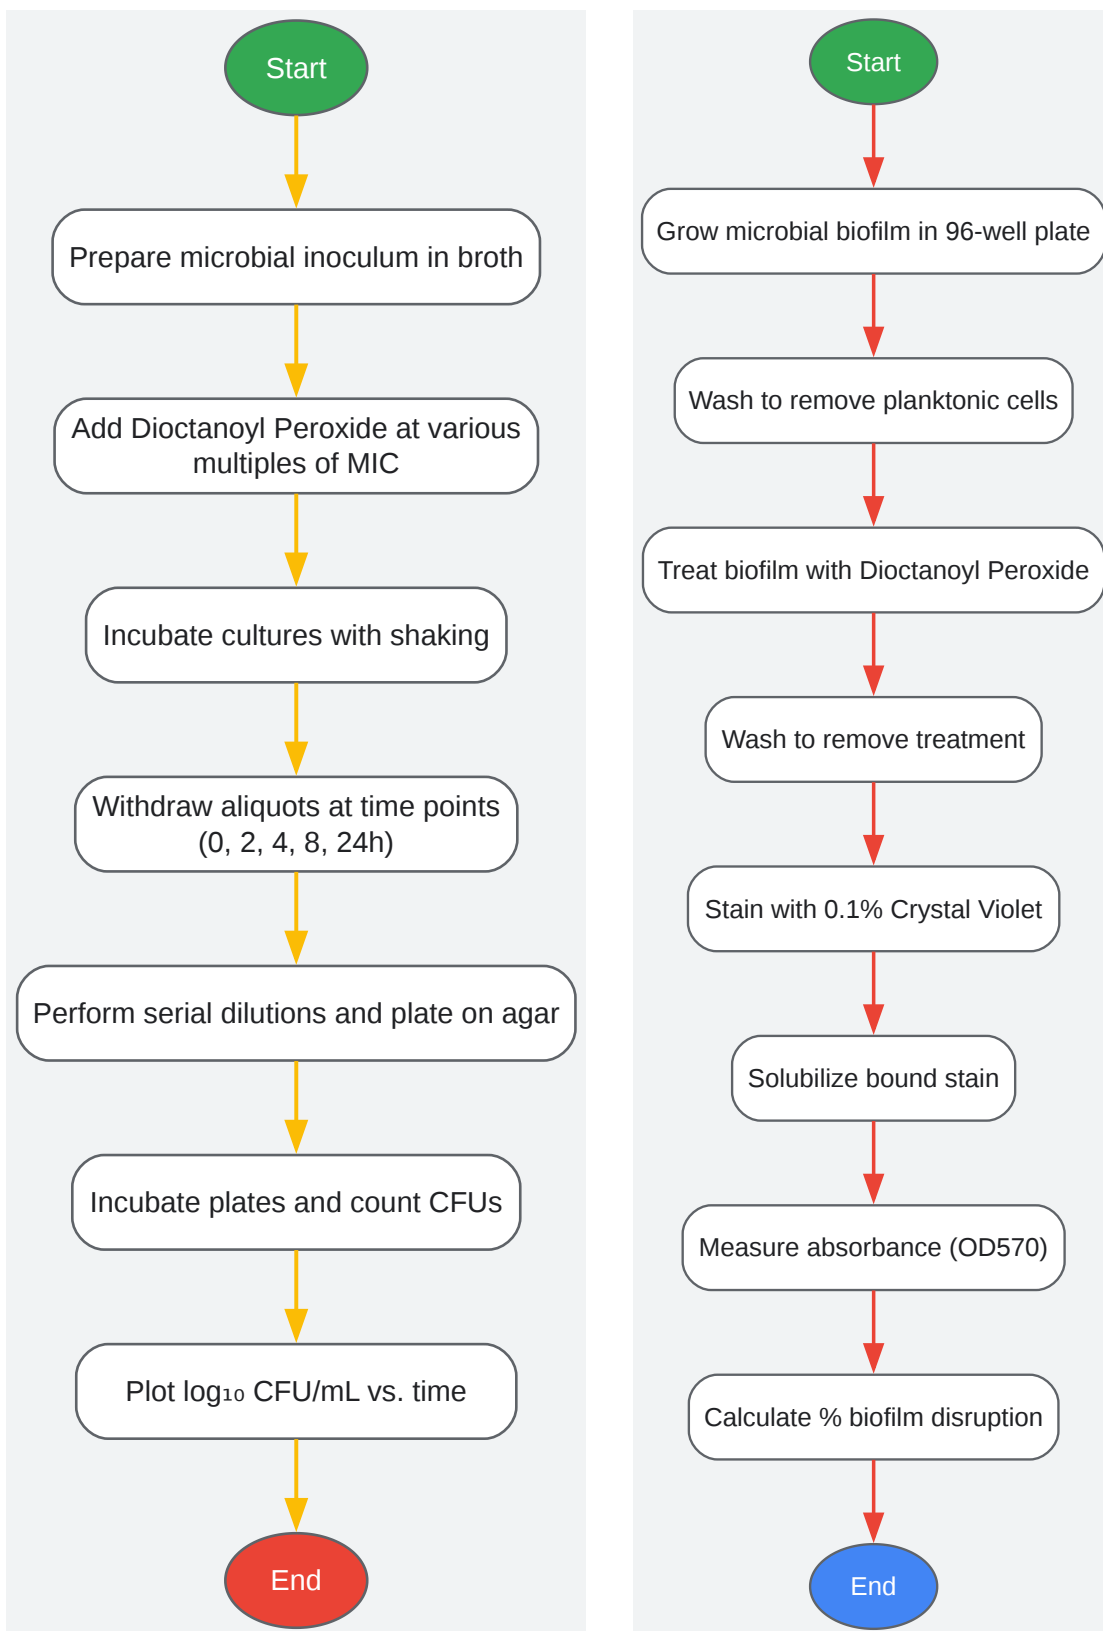 Start
Prepare microbial inoculum in broth
Add Dioctanoyl Peroxide at various
multiples of MIC
Incubate cultures with shaking
Withdraw aliquots at time points
(0, 2, 4, 8, 24h)
Perform serial dilutions and plate on agar
Incubate plates and count CFUs
Plot log₁₀ CFU/mL vs. time
End
Start
Grow microbial biofilm in 96-well plate
Wash to remove planktonic cells
Treat biofilm with Dioctanoyl Peroxide
Wash to remove treatment
Stain with 0.1% Crystal Violet
Solubilize bound stain
Measure absorbance (OD570)
Calculate % biofilm disruption
End